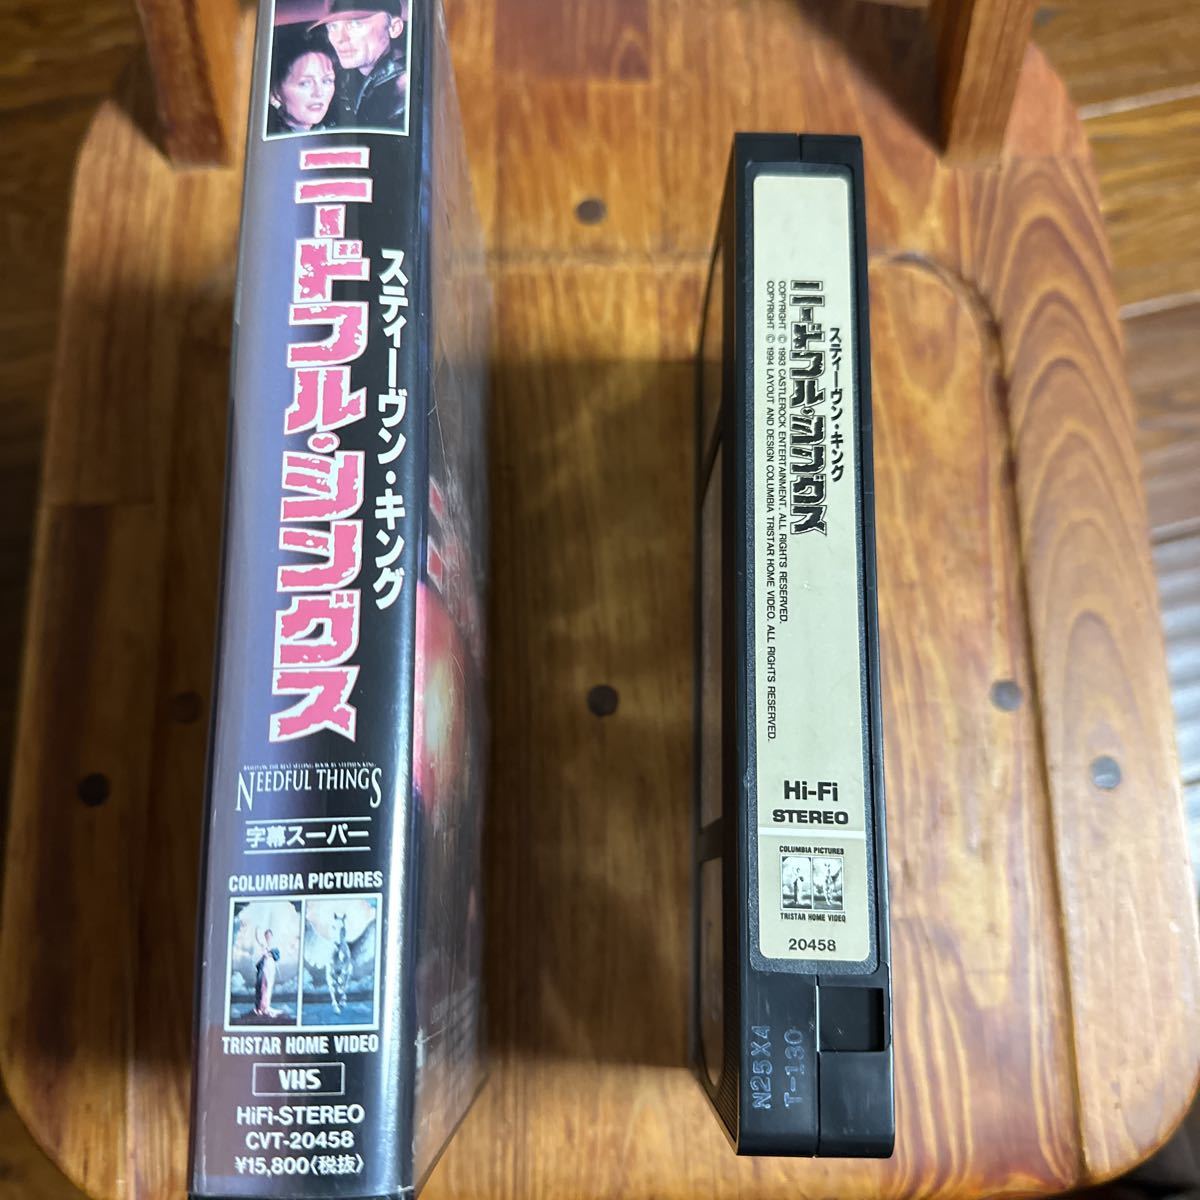 ニードフル・シングス
スティーヴン・キング
BASED ON THE BEST SELLING BOOK BY STEPHEN KING
NEEDFUL THINGS
字幕スーパー
COLUMBIA PICTURES
TRISTAR HOME VIDEO
VHS
HiFi-STEREO
CVT-20458
¥15,800〈税抜〉
スティーヴン・キング
ニードフル・シングス
COPYRIGHT © 1993 CASTLEROCK ENTERTAINMENT. ALL RIGHTS RESERVED.
COPYRIGHT © 1994 LAYOUT AND DESIGN COLUMBIA TRISTAR HOME VIDEO. ALL RIGHTS RESERVED.
Hi-Fi
STEREO
COLUMBIA PICTURES
TRISTAR HOME VIDEO
20458
N25X4
T-130